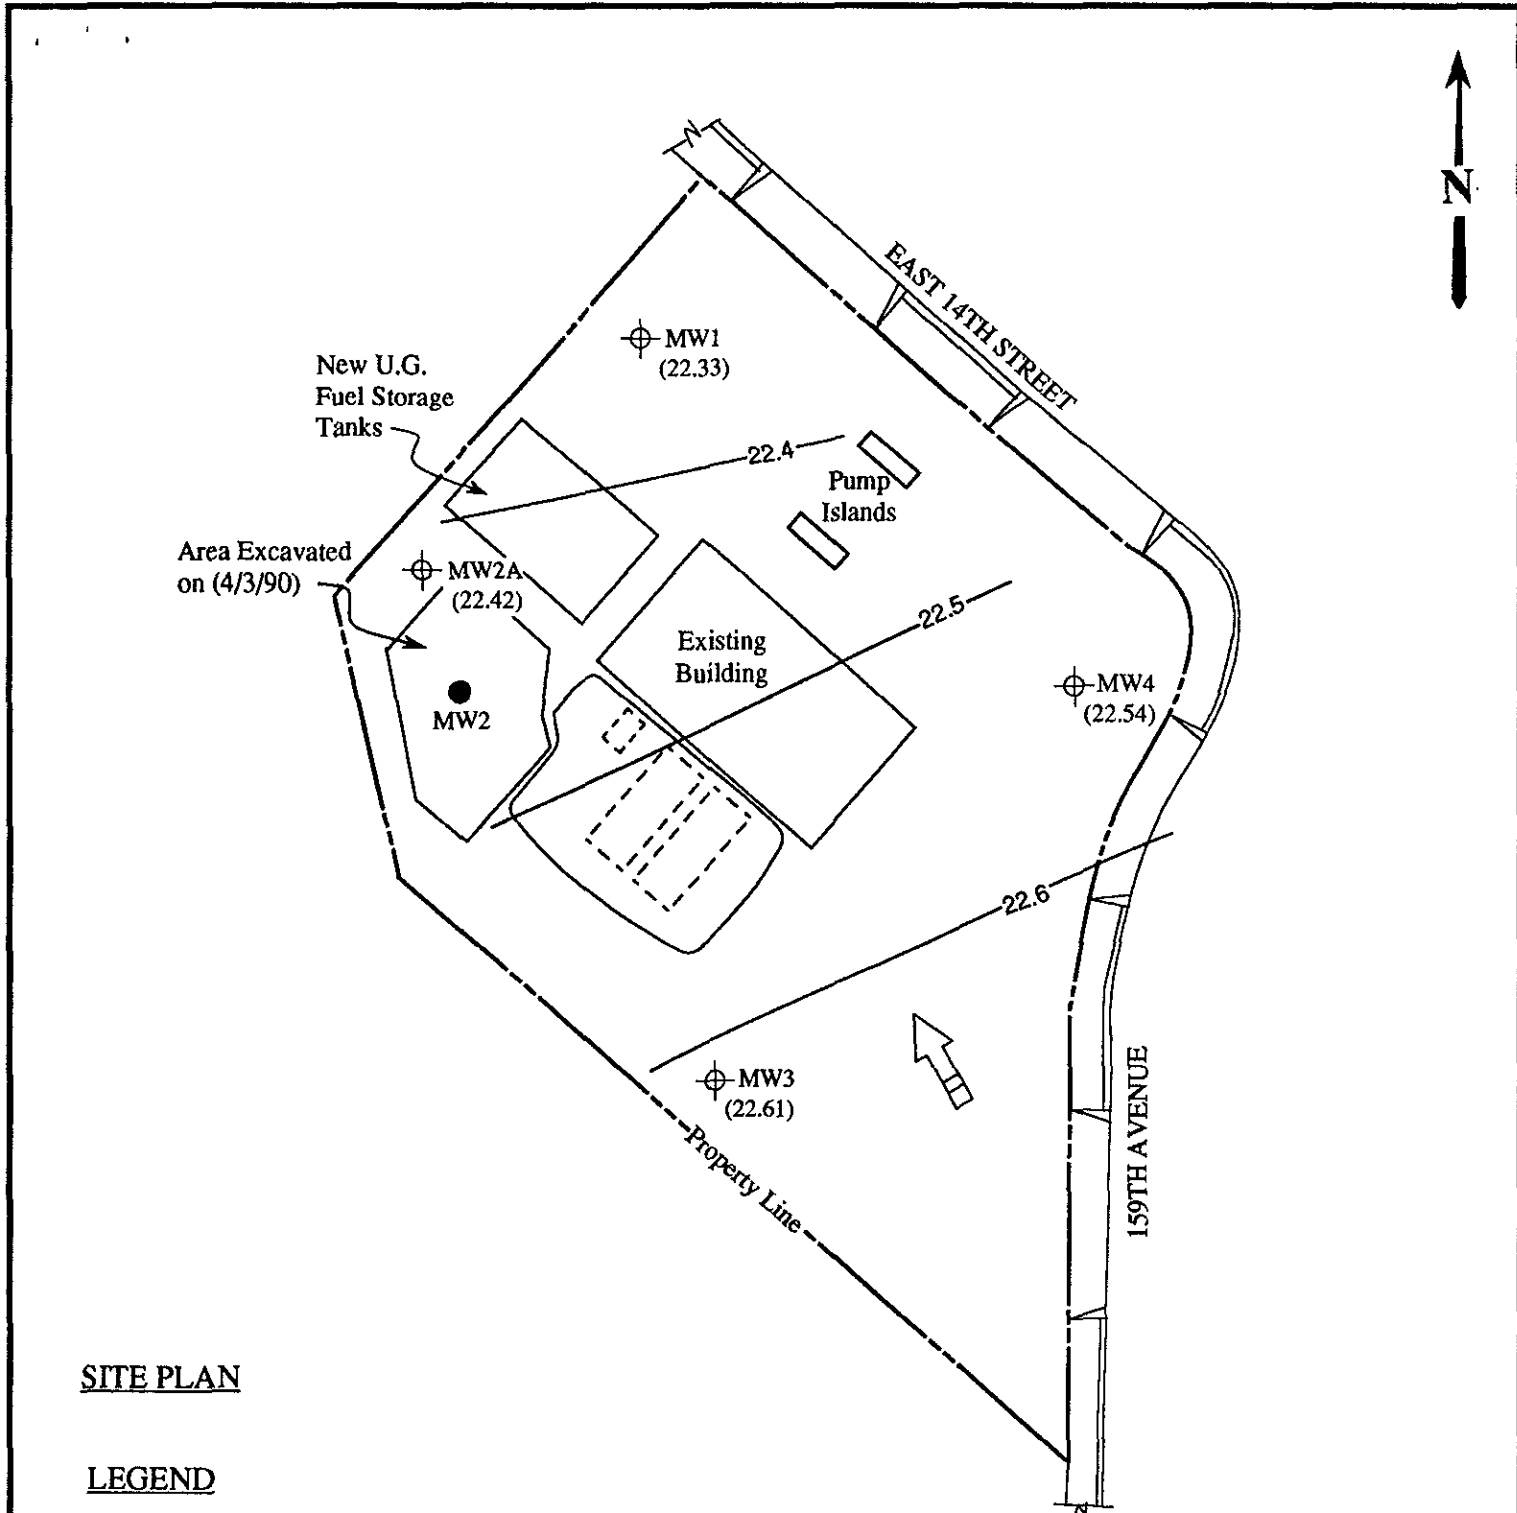 N
EAST 14TH STREET
MW1
(22.33)
New U.G.
Fuel Storage
Tanks
22.4
Pump
Islands
Area Excavated
on (4/3/90)
MW2A
(22.42)
22.5
Existing
Building
MW4
(22.54)
MW2
22.6
MW3
(22.61)
Property Line
159TH AVENUE
SITE PLAN
LEGEND